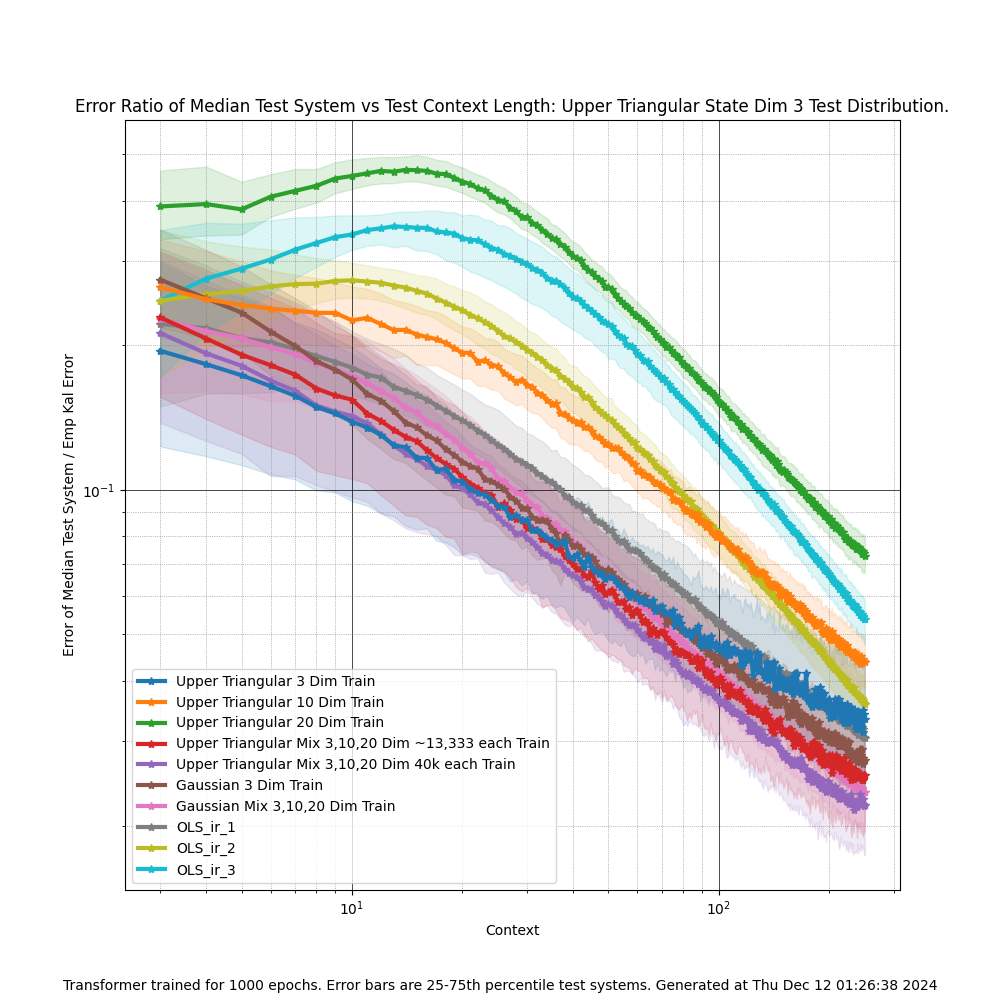 Error Ratio of Median Test System vs Test Context Length: Upper Triangular State Dim 3 Test Distribution.
Error of Median Test System / Emp Kal Error
10⁻¹
Upper Triangular 3 Dim Train
Upper Triangular 10 Dim Train
Upper Triangular 20 Dim Train
Upper Triangular Mix 3,10,20 Dim ~13,333 each Train
Upper Triangular Mix 3,10,20 Dim 40k each Train
Gaussian 3 Dim Train
Gaussian Mix 3,10,20 Dim Train
OLS_ir_1
OLS_ir_2
OLS_ir_3
10¹ 10²
Context
Transformer trained for 1000 epochs. Error bars are 25-75th percentile test systems. Generated at Thu Dec 12 01:26:38 2024